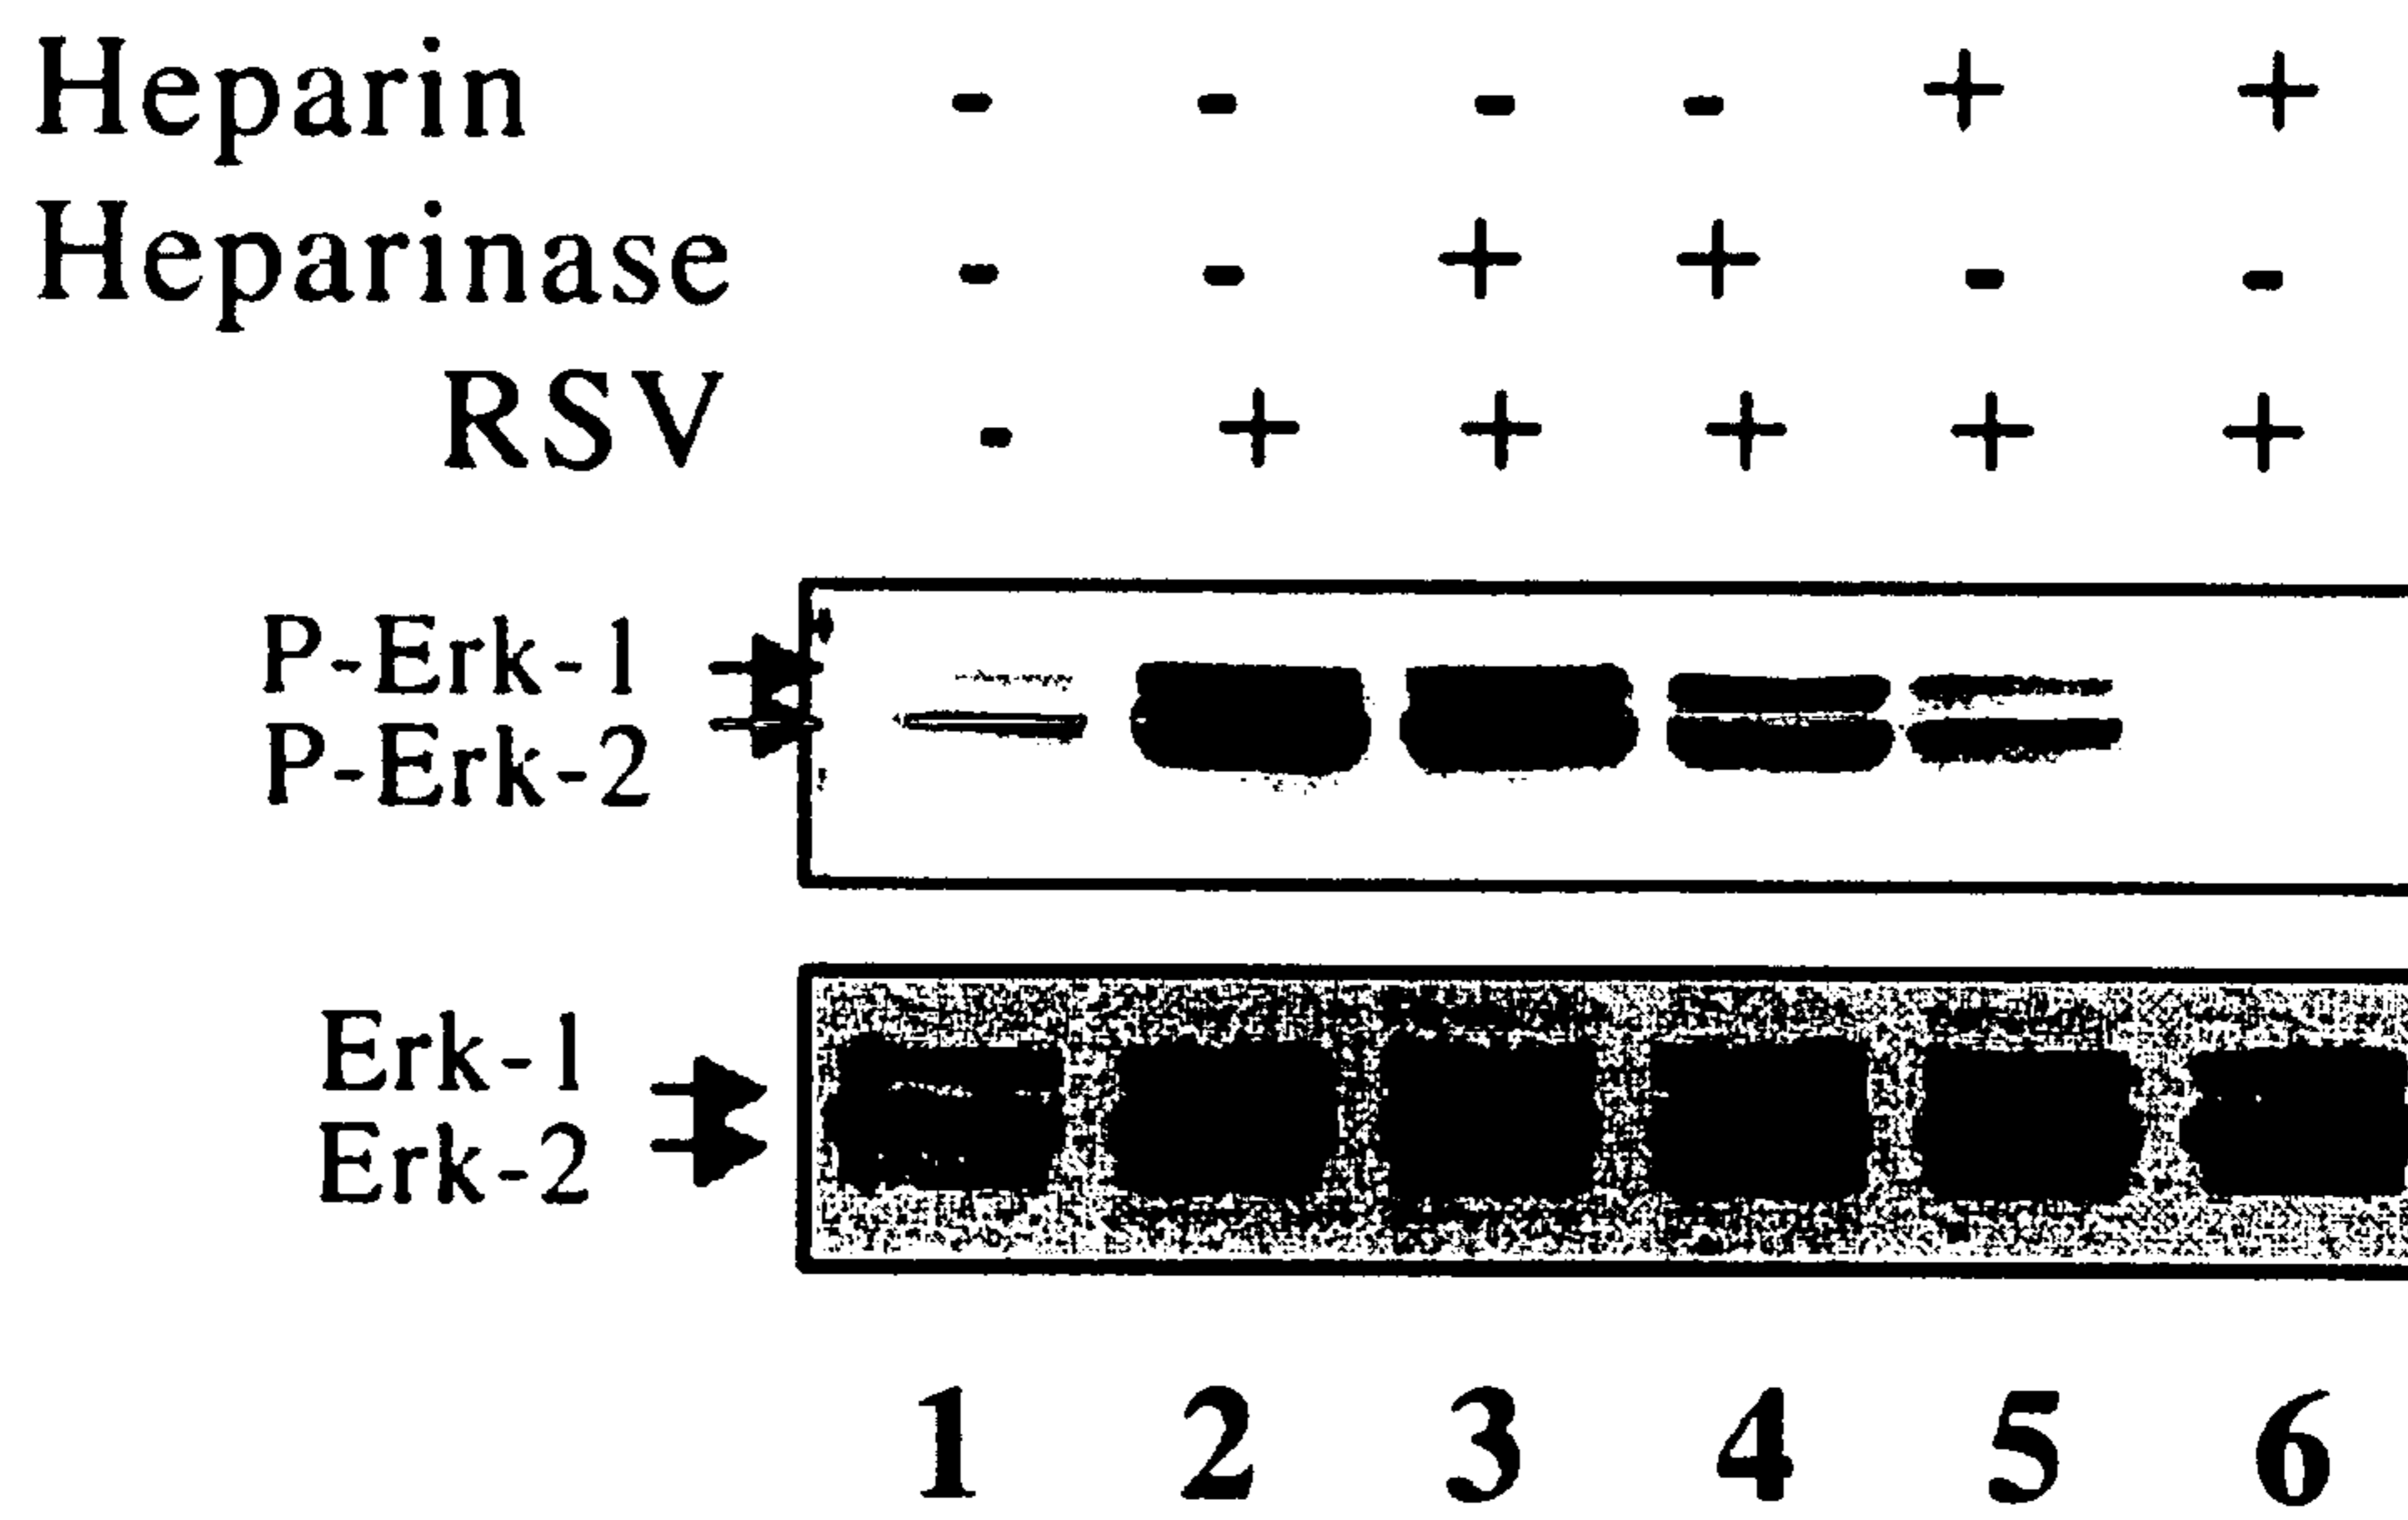 Heparin - - - - + +
Heparinase - - + + - -
RSV - + + + + +
P-Erk-1
P-Erk-2
Erk-1
Erk-2
1 2 3 4 5 6